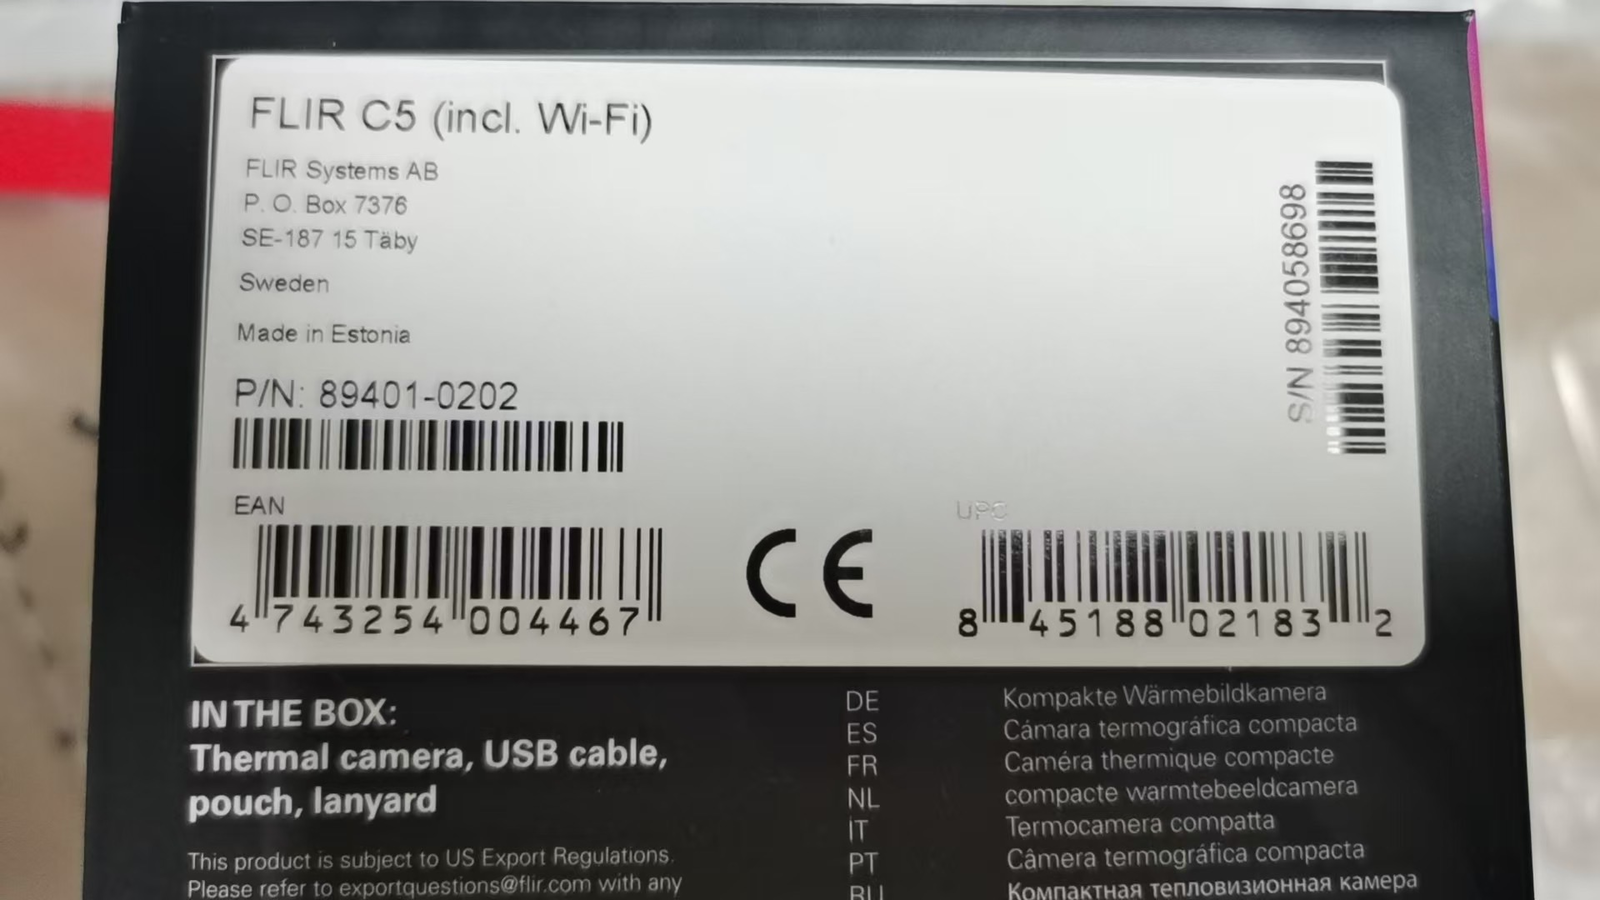 FLIR C5 (incl. Wi-Fi)
FLIR Systems AB
P. O. Box 7376
SE-187 15 Täby
Sweden
Made in Estonia
P/N: 89401-0202
S/N 894058698
EAN
4 743254 004467
CE
UPC
8 45188 02183 2
IN THE BOX:
Thermal camera, USB cable,
pouch, lanyard
This product is subject to US Export Regulations.
Please refer to exportquestions@flir.com with any
DE Kompakte Wärmebildkamera
ES Cámara termográfica compacta
FR Caméra thermique compacte
NL compacte warmtebeeldcamera
IT Termocamera compatta
PT Câmera termográfica compacta
RU Компактная тепловизионная камера